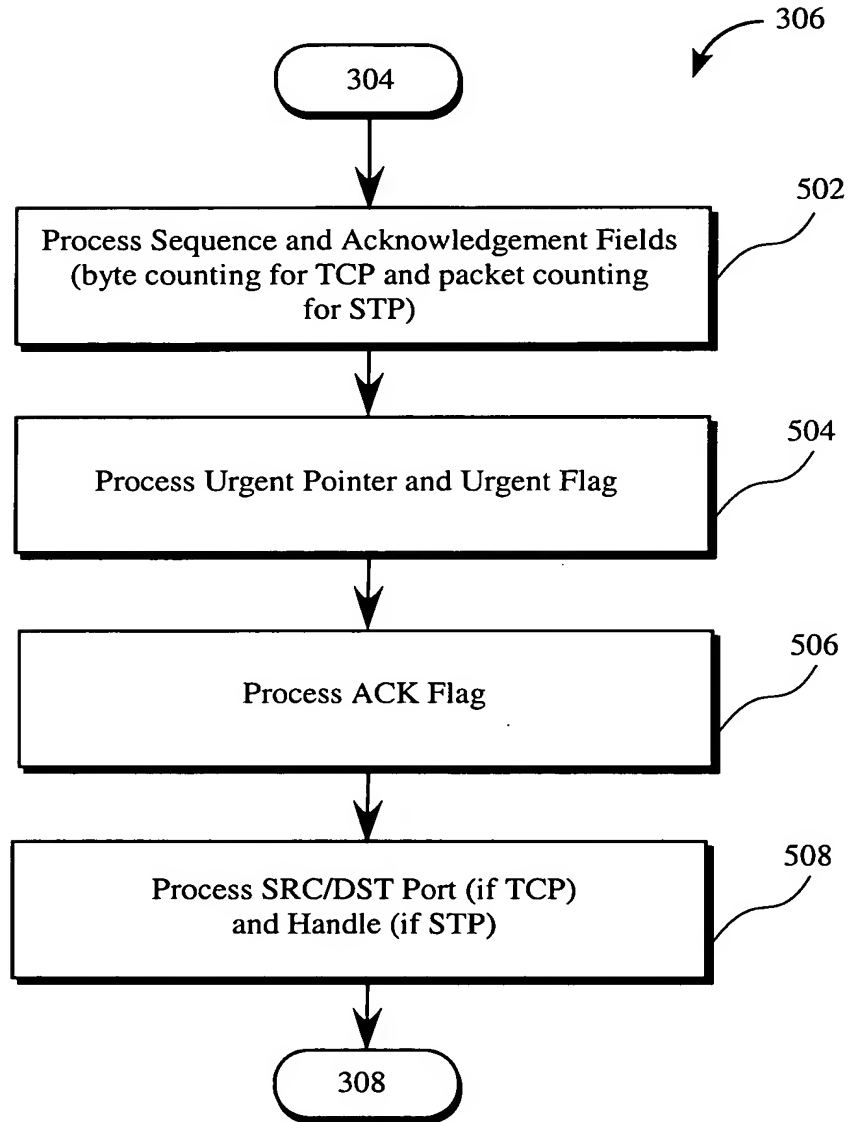 306
304
502
Process Sequence and Acknowledgement Fields
(byte counting for TCP and packet counting
for STP)
504
Process Urgent Pointer and Urgent Flag
506
Process ACK Flag
508
Process SRC/DST Port (if TCP)
and Handle (if STP)
308